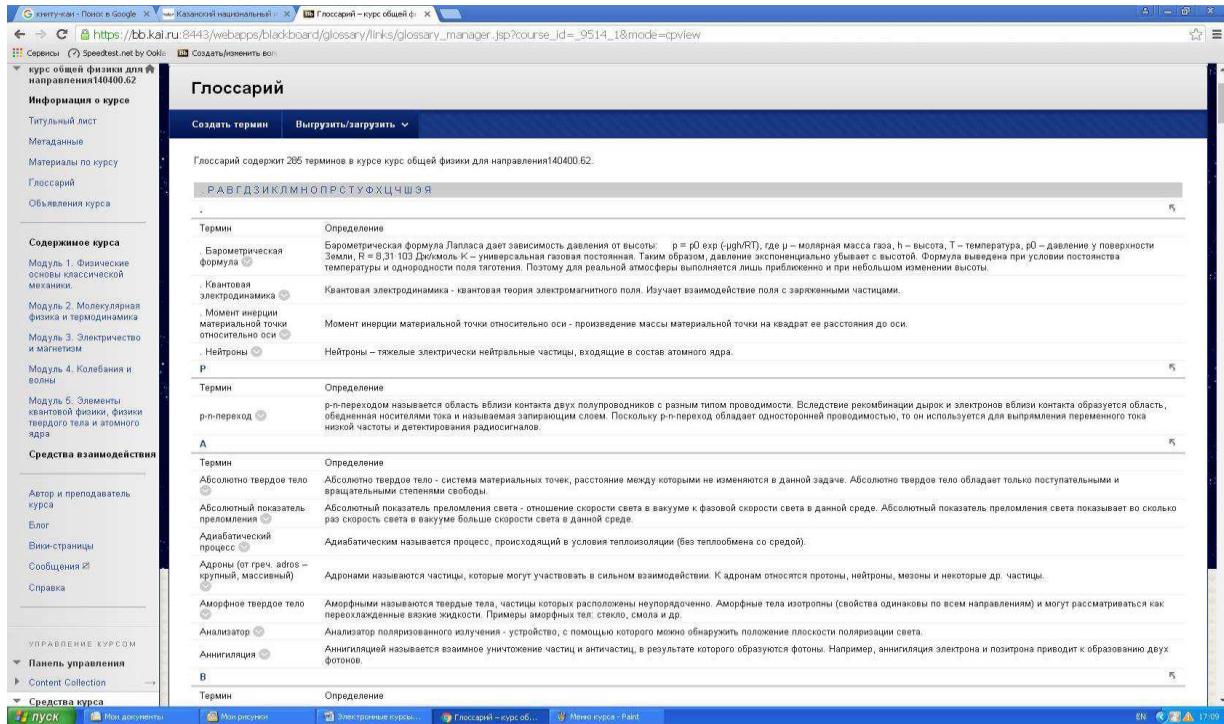 книту-каи - Поиск в Google
Казанский национальный
Глоссарий – курс общей ф
https://bb.kai.ru:8443/webapps/blackboard/glossary/links/glossary_manager.jsp?course_id=_9514_1&mode=cpview
Сервисы
Speedtest.net by Ookla
Создать/изменить воп
курс общей физики для
направления140400.62
Информация о курсе
Титульный лист
Метаданные
Материалы по курсу
Глоссарий
Объявления курса
Содержимое курса
Модуль 1. Физические
основы классической
механики.
Модуль 2. Молекулярная
физика и термодинамика
Модуль 3. Электричество
и магнетизм
Модуль 4. Колебания и
волны
Модуль 5. Элементы
квантовой физики, физики
твердого тела и атомного
ядра
Средства взаимодействия
Автор и преподаватель
курса
Блог
Вики-страницы
Сообщения
Справка
УПРАВЛЕНИЕ КУРСОМ
Панель управления
Content Collection
Средства курса
Глоссарий
Создать термин
Выгрузить/загрузить
Глоссарий содержит 285 терминов в курсе курс общей физики для направления140400.62.
. P А В Г Д З И К Л М Н О П Р С Т У Ф Х Ц Ч Ш Э Я
.
Термин Определение
. Барометрическая
формула
Барометрическая формула Лапласа дает зависимость давления от высоты: p = p0 exp (-µgh/RT), где µ – молярная масса газа, h – высота, T – температура, p0 – давление у поверхности
Земли, R = 8,31·103 Дж/кмоль·К – универсальная газовая постоянная. Таким образом, давление экспоненциально убывает с высотой. Формула выведена при условии постоянства
температуры и однородности поля тяготения. Поэтому для реальной атмосферы выполняется лишь приближенно и при небольшом изменении высоты.
. Квантовая
электродинамика
Квантовая электродинамика - квантовая теория электромагнитного поля. Изучает взаимодействие поля с заряженными частицами.
. Момент инерции
материальной точки
относительно оси
Момент инерции материальной точки относительно оси - произведение массы материальной точки на квадрат ее расстояния до оси.
. Нейтроны
Нейтроны – тяжелые электрически нейтральные частицы, входящие в состав атомного ядра.
P
Термин Определение
p-n-переход
p-n-переходом называется область вблизи контакта двух полупроводников с разным типом проводимости. Вследствие рекомбинации дырок и электронов вблизи контакта образуется область,
обедненная носителями тока и называемая запирающим слоем. Поскольку p-n-переход обладает односторонней проводимостью, то он используется для выпрямления переменного тока
низкой частоты и детектирования радиосигналов.
А
Термин Определение
Абсолютно твердое тело
Абсолютно твердое тело - система материальных точек, расстояние между которыми не изменяются в данной задаче. Абсолютно твердое тело обладает только поступательными и
вращательными степенями свободы.
Абсолютный показатель
преломления
Абсолютный показатель преломления света - отношение скорости света в вакууме к фазовой скорости света в данной среде. Абсолютный показатель преломления света показывает во сколько
раз скорость света в вакууме больше скорости света в данной среде.
Адиабатический
процесс
Адиабатическим называется процесс, происходящий в условия теплоизоляции (без теплообмена со средой).
Адроны (от греч. adros –
крупный, массивный)
Адронами называются частицы, которые могут участвовать в сильном взаимодействии. К адронам относятся протоны, нейтроны, мезоны и некоторые др. частицы.
Аморфное твердое тело
Аморфными называются твердые тела, частицы которых расположены неупорядоченно. Аморфные тела изотропны (свойства одинаковы по всем направлениям) и могут рассматриваться как
переохлажденные вязкие жидкости. Примеры аморфных тел: стекло, смола и др.
Анализатор
Анализатор поляризованного излучения - устройство, с помощью которого можно обнаружить положение плоскости поляризации света.
Аннигиляция
Аннигиляцией называется взаимное уничтожение частиц и античастиц, в результате которого образуются фотоны. Например, аннигиляция электрона и позитрона приводит к образованию двух
фотонов.
В
Термин Определение
пуск
Мои документы
Мои рисунки
Электронные курсы...
Глоссарий – курс об...
Меню курса - Paint
EN
17:09